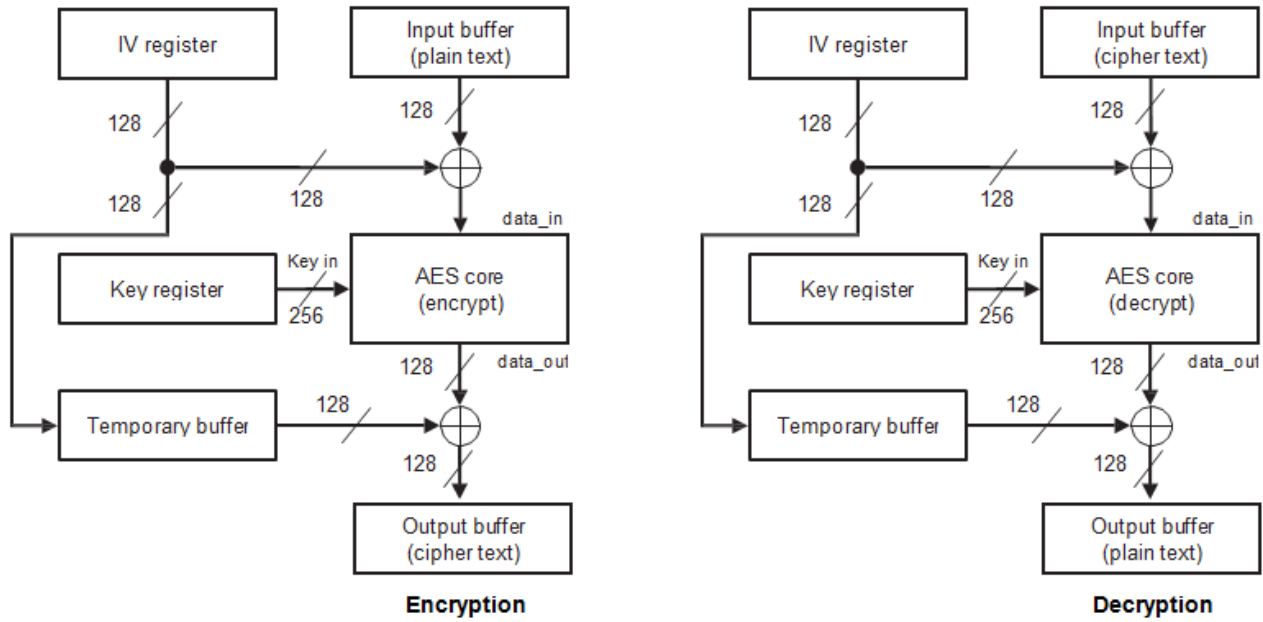 IV register
Input buffer
(plain text)
128
128
128
128
data_in
Key register
Key in
256
AES core
(encrypt)
128
data_out
Temporary buffer
128
128
Output buffer
(cipher text)
Encryption
IV register
Input buffer
(cipher text)
128
128
128
128
data_in
Key register
Key in
256
AES core
(decrypt)
128
data_out
Temporary buffer
128
128
Output buffer
(plain text)
Decryption